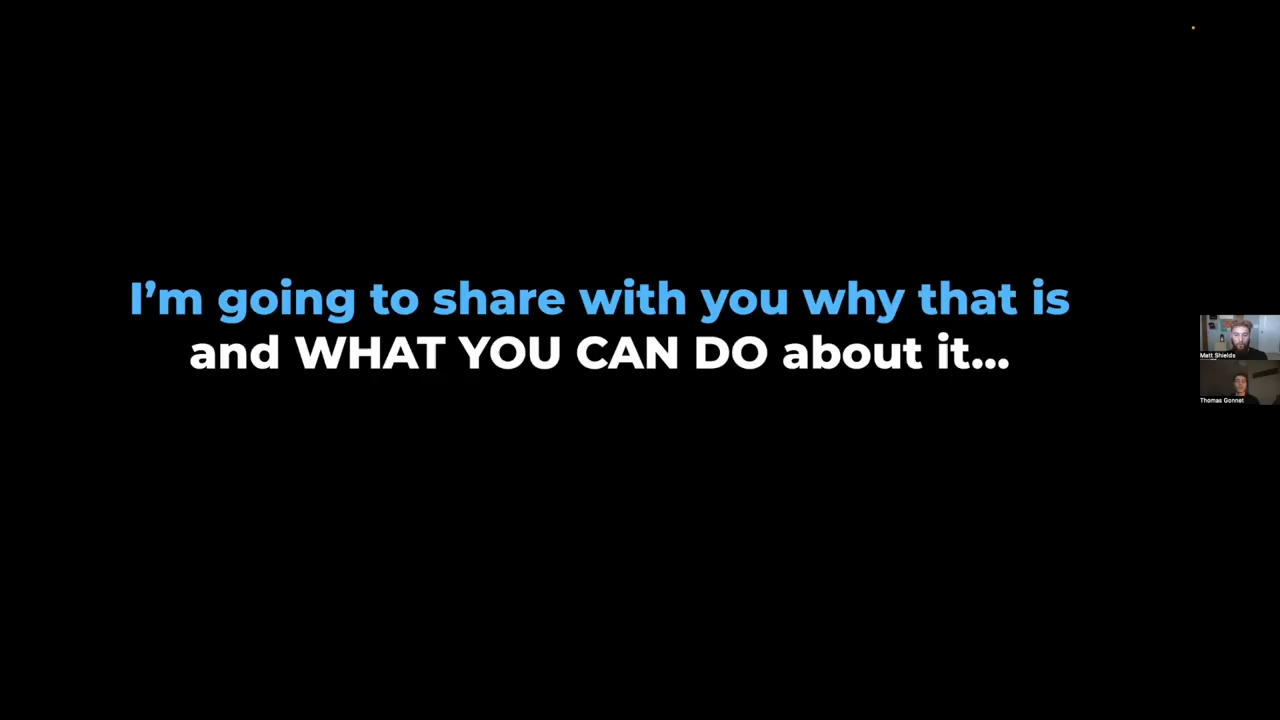 I’m going to share with you why that is
and WHAT YOU CAN DO about it...
Matt Shields
Thomas Gonnet